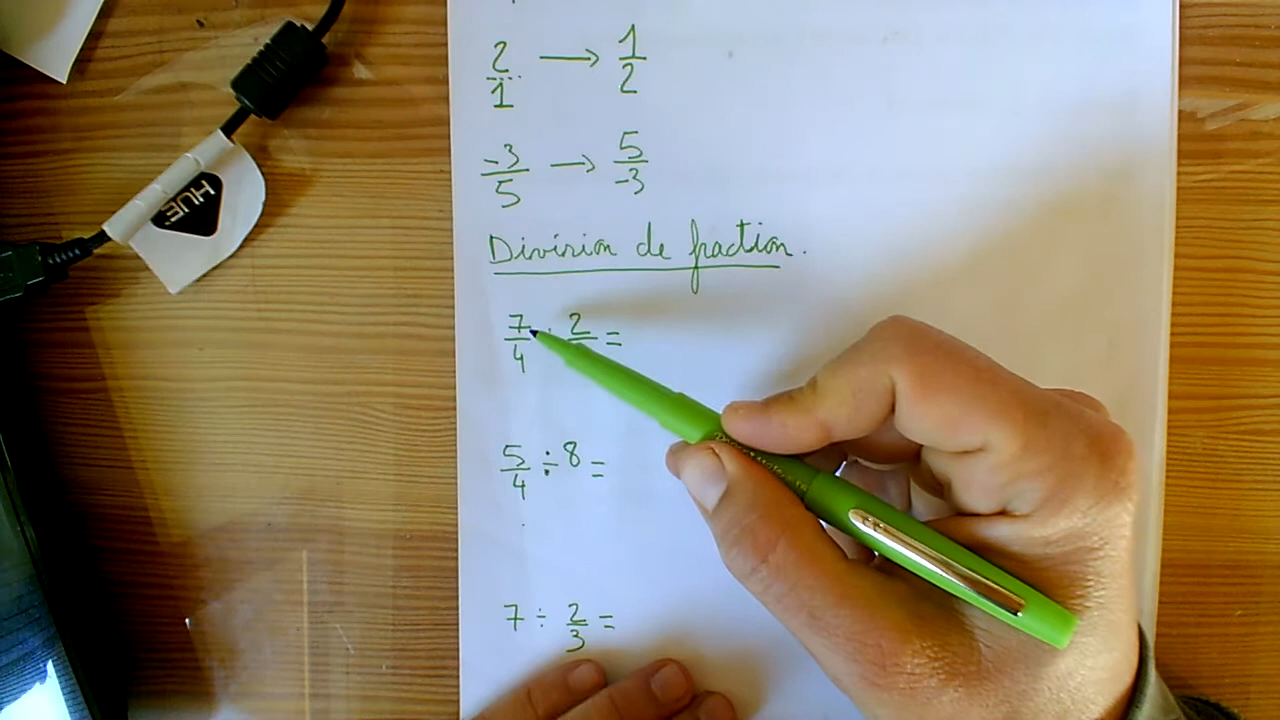 2/1 → 1/2
-3/5 → 5/-3
Division de fraction.
7/4 2 =
5/4 ÷ 8 =
7 ÷ 2/3 =
HUE